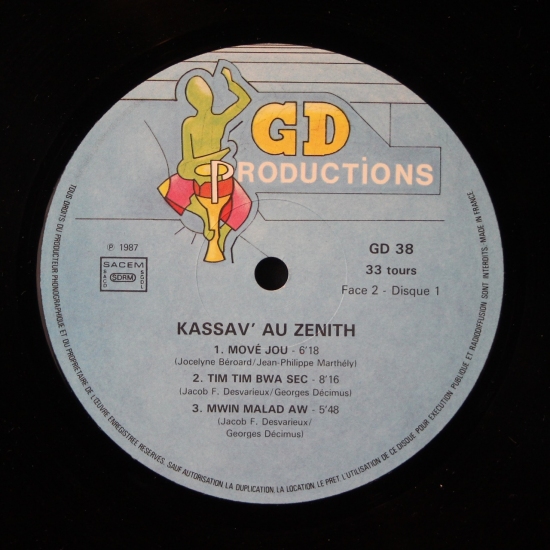 GD
PRODUCTIONS
℗ 1987
SACEM
SACD
SDRM
SGDL
GD 38
33 tours
Face 2 - Disque 1
KASSAV' AU ZENITH
1. MOVÉ JOU - 6'18
(Jocelyne Béroard/Jean-Philippe Marthély)
2. TIM TIM BWA SEC - 8'16
(Jacob F. Desvarieux/Georges Décimus)
3. MWIN MALAD AW - 5'48
(Jacob F. Desvarieux/
Georges Décimus)
TOUS DROITS DU PRODUCTEUR PHONOGRAPHIQUE ET DU PROPRIETAIRE DE L'ŒUVRE ENREGISTREE RESERVES. SAUF AUTORISATION LA DUPLICATION, LA LOCATION, LE PRET, L'UTILISATION DE CE DISQUE POUR EXECUTION PUBLIQUE ET RADIODIFFUSION SONT INTERDITS. MADE IN FRANCE.